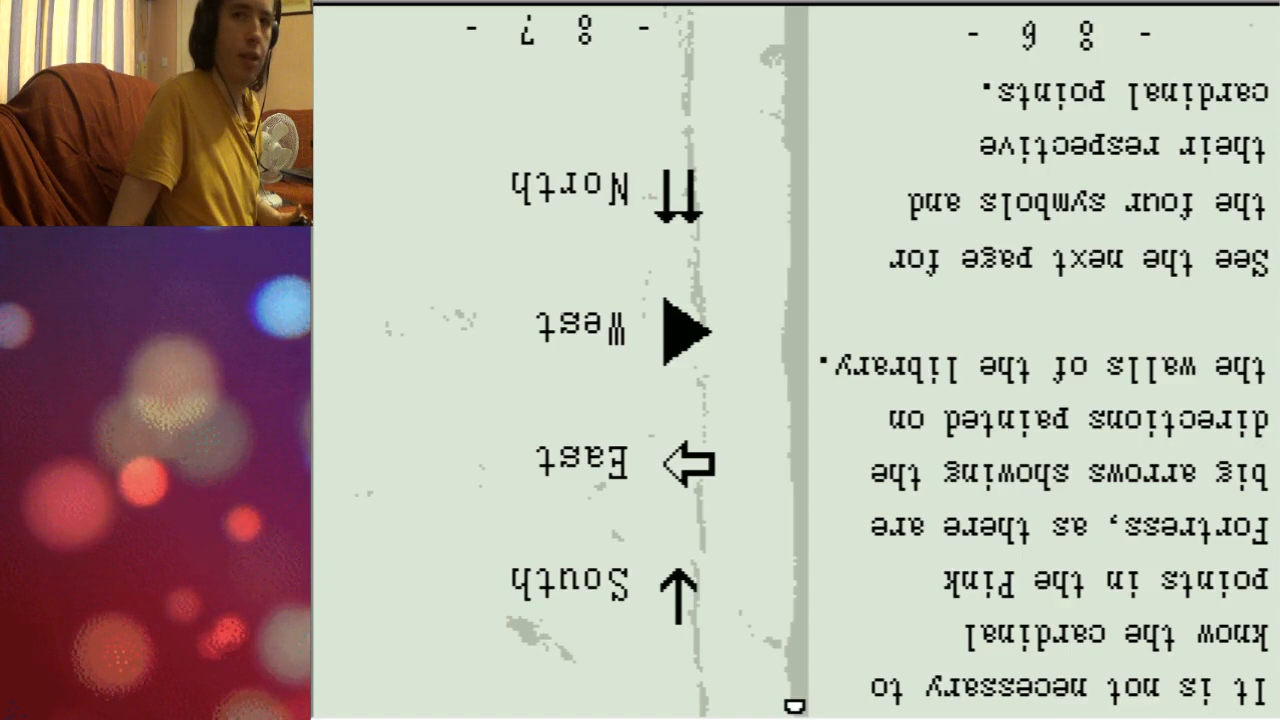 It is not necessary to
know the cardinal
points in the Pink
Fortress, as there are
big arrows showing the
directions painted on
the walls of the library.
See the next page for
the four symbols and
their respective
cardinal points.
- 8 6 -
South
East
West
North
- 8 7 -